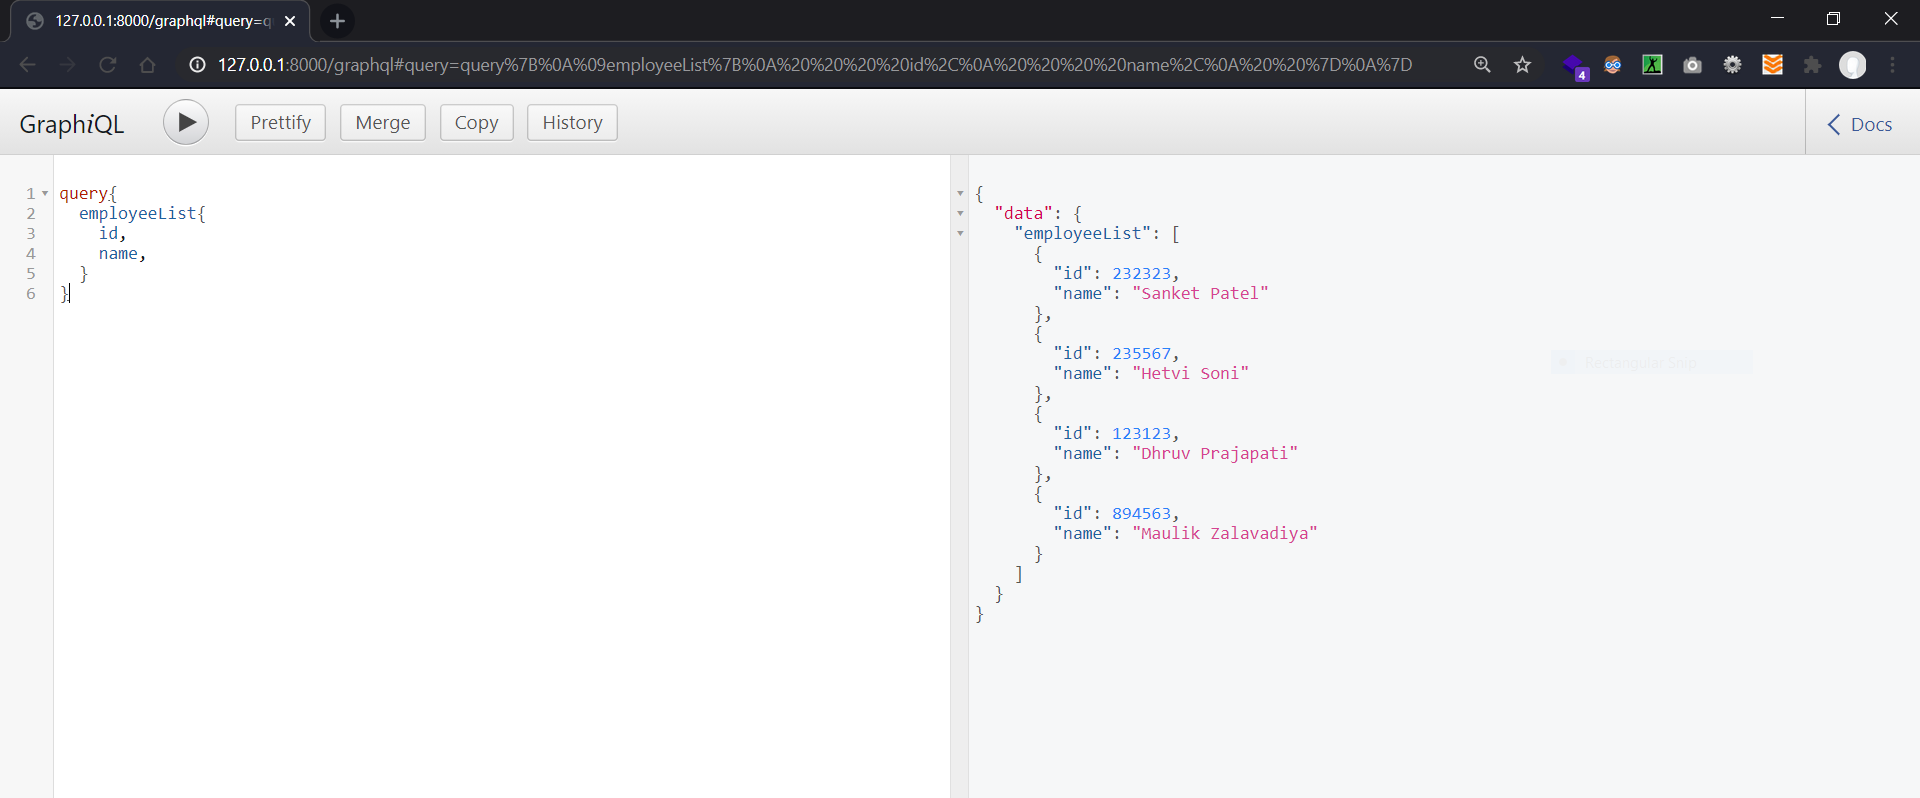 127.0.0.1:8000/graphql#query=q
127.0.0.1:8000/graphql#query=query%7B%0A%09employeeList%7B%0A%20%20%20%20id%2C%0A%20%20%20%20name%2C%0A%20%20%7D%0A%7D
4
GraphiQL
Prettify
Merge
Copy
History
Docs
1 query{
2 employeeList{
3 id,
4 name,
5 }
6 }
{
"data": {
"employeeList": [
{
"id": 232323,
"name": "Sanket Patel"
},
{
"id": 235567,
"name": "Hetvi Soni"
},
{
"id": 123123,
"name": "Dhruv Prajapati"
},
{
"id": 894563,
"name": "Maulik Zalavadiya"
}
]
}
}
Rectangular Snip